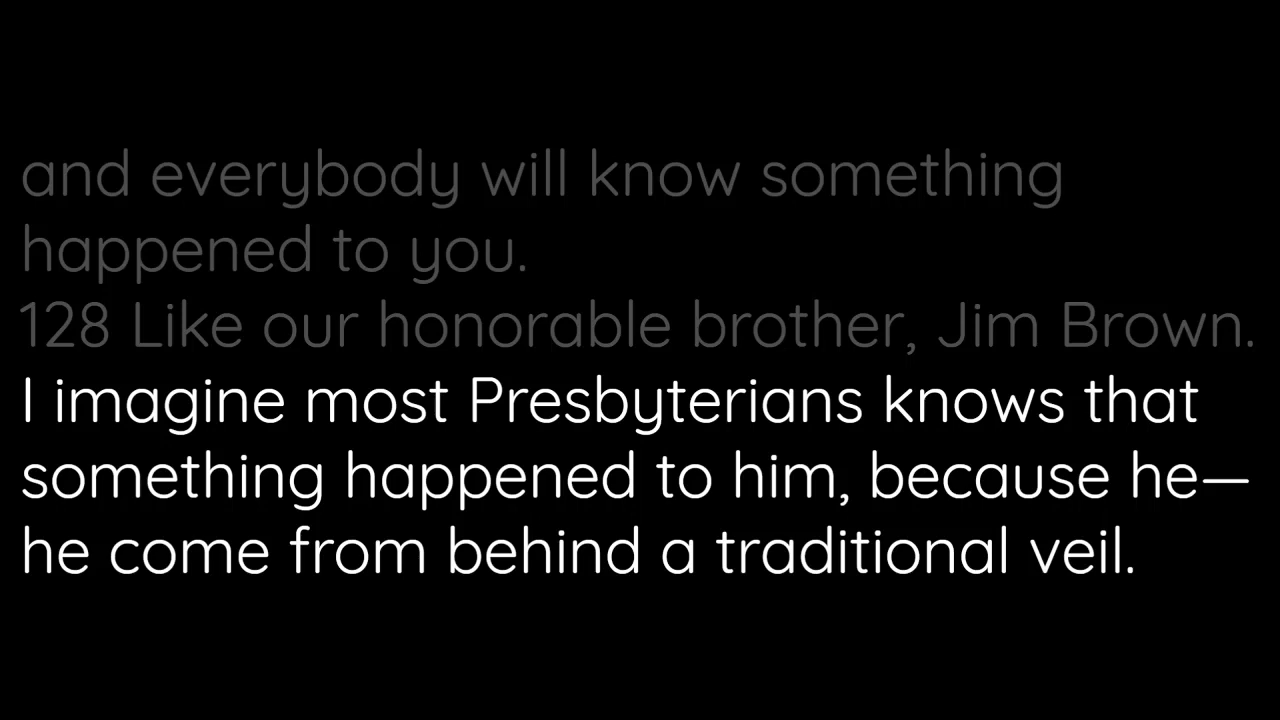 and everybody will know something
happened to you.
128 Like our honorable brother, Jim Brown.
I imagine most Presbyterians knows that
something happened to him, because he—
he come from behind a traditional veil.